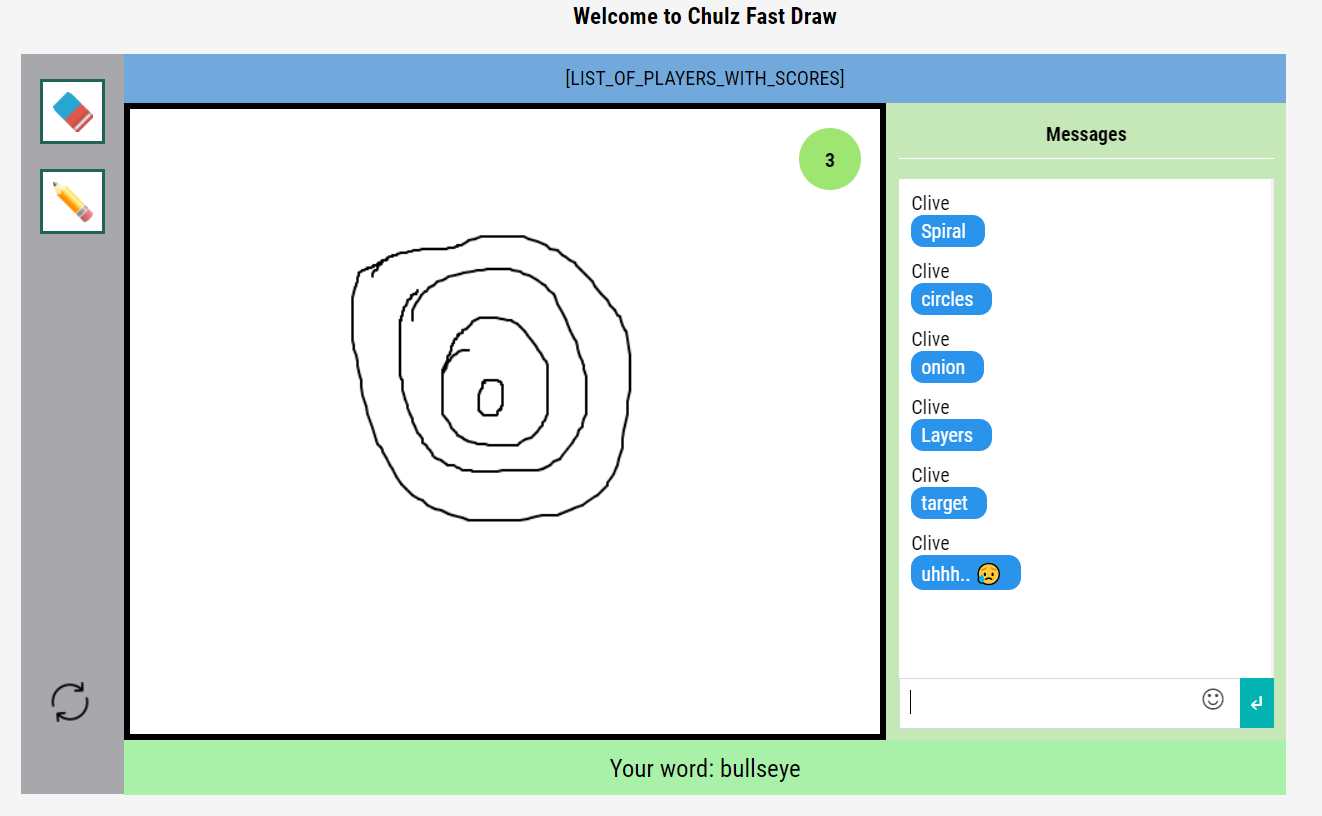 Welcome to Chulz Fast Draw
[LIST_OF_PLAYERS_WITH_SCORES]
3
Messages
Clive
Spiral
Clive
circles
Clive
onion
Clive
Layers
Clive
target
Clive
uhhh.. 😥
Your word: bullseye